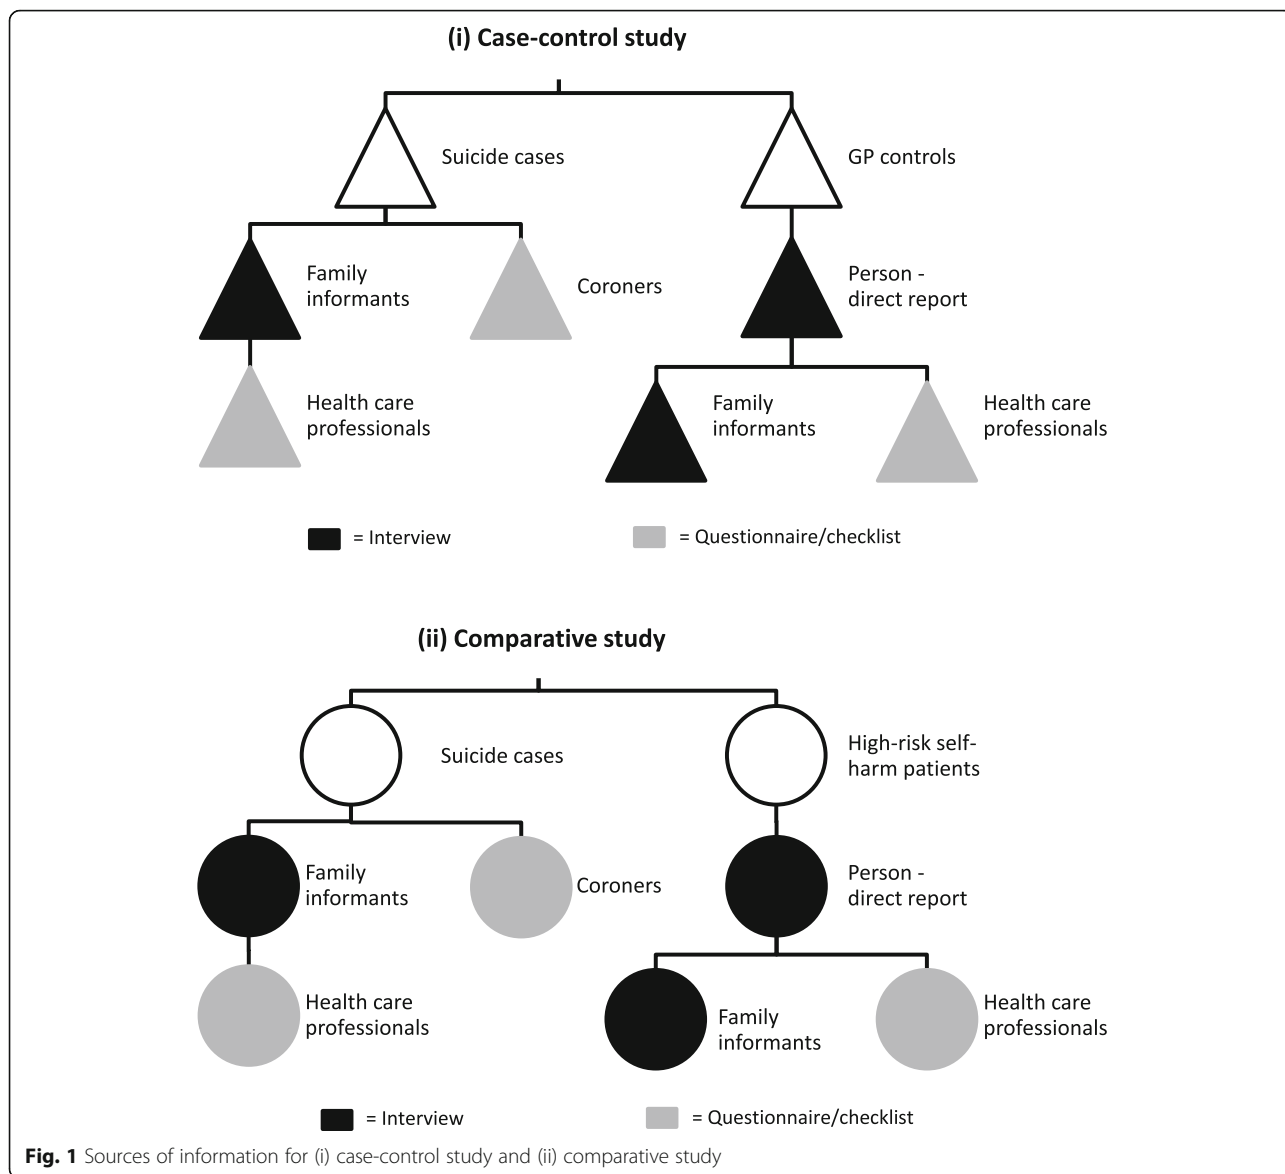 (i) Case-control study
Suicide cases
GP controls
Family
informants
Coroners
Person -
direct report
Health care
professionals
Family
informants
Health care
professionals
= Interview
= Questionnaire/checklist
(ii) Comparative study
Suicide cases
High-risk self-
harm patients
Family
informants
Coroners
Person -
direct report
Health care
professionals
Family
informants
Health care
professionals
= Interview
= Questionnaire/checklist
Fig. 1 Sources of information for (i) case-control study and (ii) comparative study